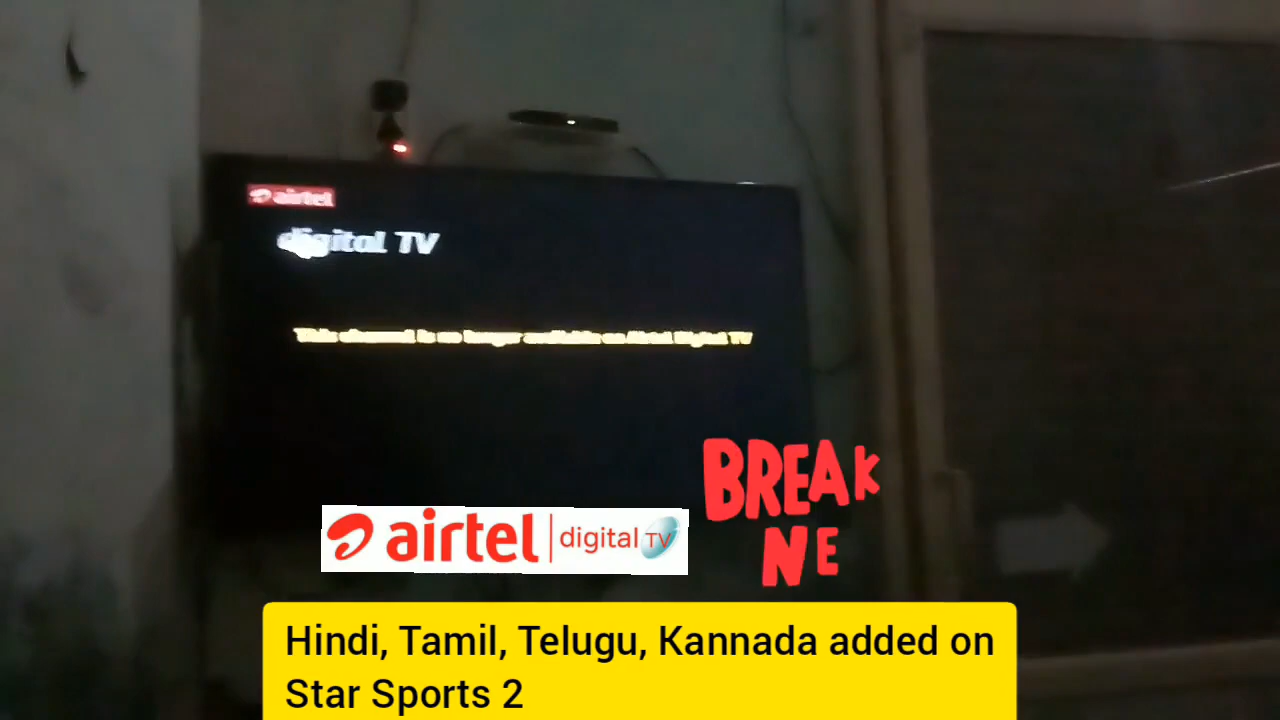 airtel
digital TV
This channel is no longer available on Airtel Digital TV
BREAK
airtel digital TV
NE
Hindi, Tamil, Telugu, Kannada added on
Star Sports 2